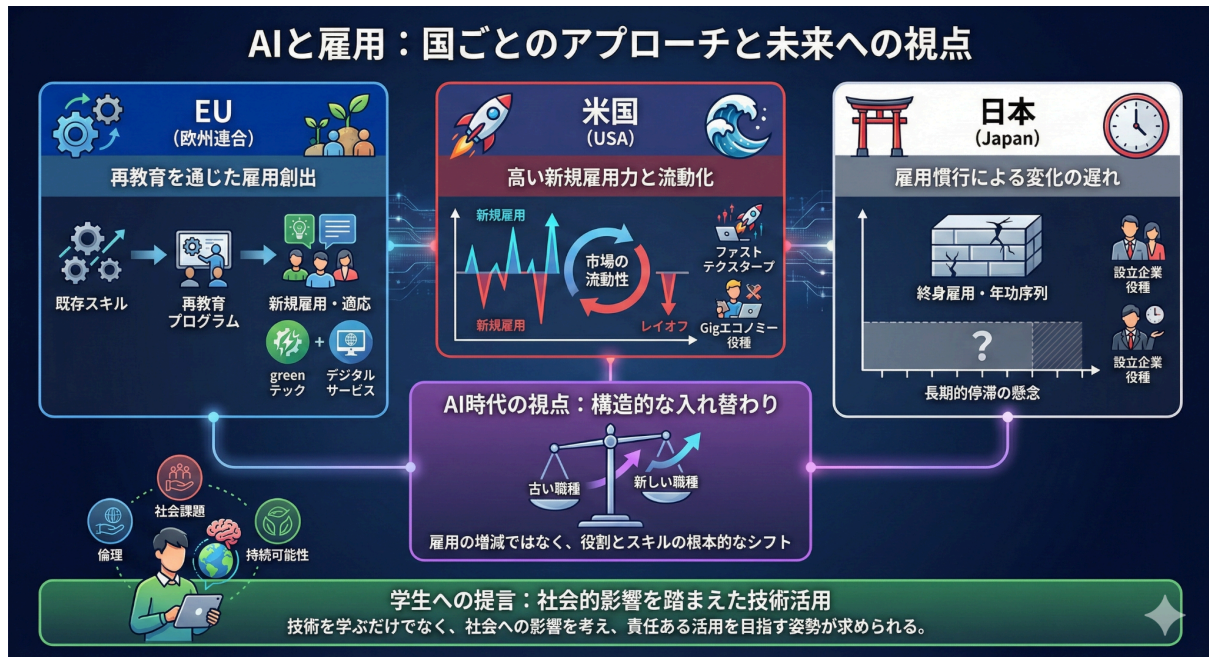 AIと雇用：国ごとのアプローチと未来への視点
EU
（欧州連合）
再教育を通じた雇用創出
既存スキル
再教育
プログラム
新規雇用・適応
green
テック
+
デジタル
サービス
米国
(USA)
高い新規雇用力と流動化
新規雇用
新規雇用
市場の
流動性
レイオフ
ファスト
テクスタープ
Gigエコノミー
役種
日本
(Japan)
雇用慣行による変化の遅れ
終身雇用・年功序列
?
長期的停滞の懸念
設立企業
役種
設立企業
役種
AI時代の視点：構造的な入れ替わり
古い職種
新しい職種
雇用の増減ではなく、役割とスキルの根本的なシフト
倫理
社会課題
持続可能性
学生への提言：社会的影響を踏まえた技術活用
技術を学ぶだけでなく、社会への影響を考え、責任ある活用を目指す姿勢が求められる。